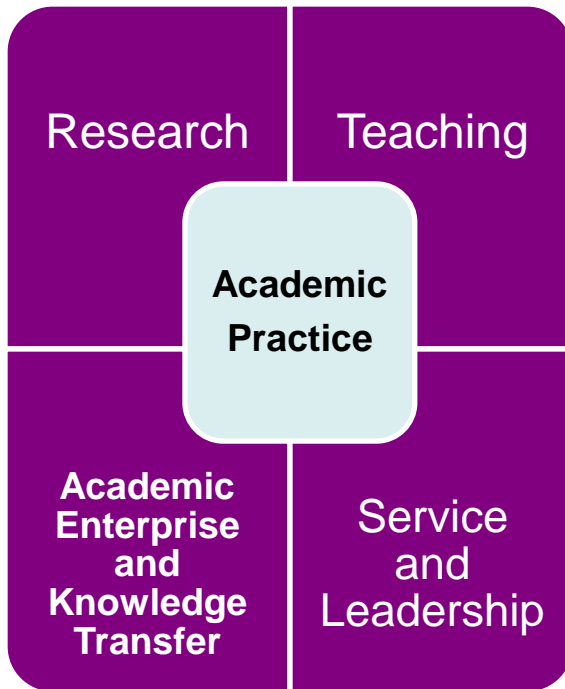 Research
Teaching
Academic
Practice
Academic
Enterprise
and
Knowledge
Transfer
Service
and
Leadership